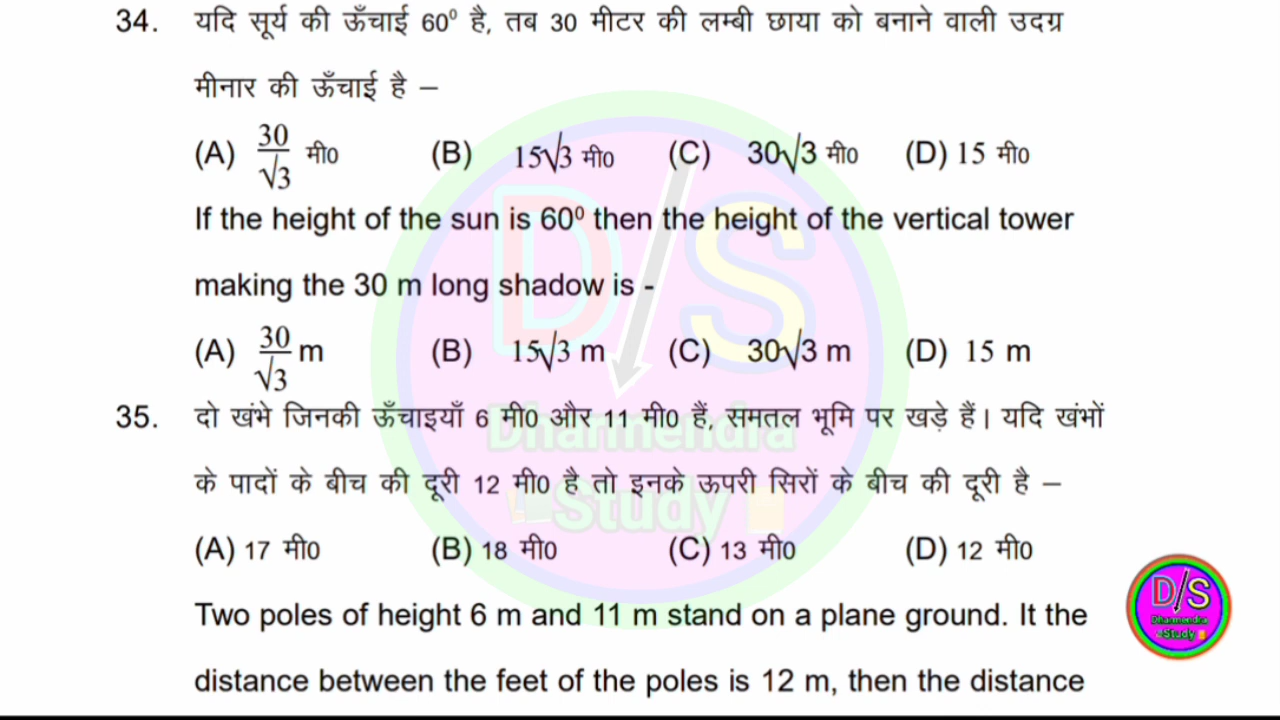 34. यदि सूर्य की ऊँचाई 60⁰ है, तब 30 मीटर की लम्बी छाया को बनाने वाली उदग्र
मीनार की ऊँचाई है –
(A) 30/√3 मी0 (B) 15√3 मी0 (C) 30√3 मी0 (D) 15 मी0
If the height of the sun is 60⁰ then the height of the vertical tower
making the 30 m long shadow is -
(A) 30/√3 m (B) 15√3 m (C) 30√3 m (D) 15 m
35. दो खंभे जिनकी ऊँचाइयाँ 6 मी0 और 11 मी0 हैं, समतल भूमि पर खड़े हैं। यदि खंभों
के पादों के बीच की दूरी 12 मी0 है तो इनके ऊपरी सिरों के बीच की दूरी है –
(A) 17 मी0 (B) 18 मी0 (C) 13 मी0 (D) 12 मी0
Two poles of height 6 m and 11 m stand on a plane ground. It the
distance between the feet of the poles is 12 m, then the distance
D/S
Dharmendra
Study
D/S
Dharmendra
Study